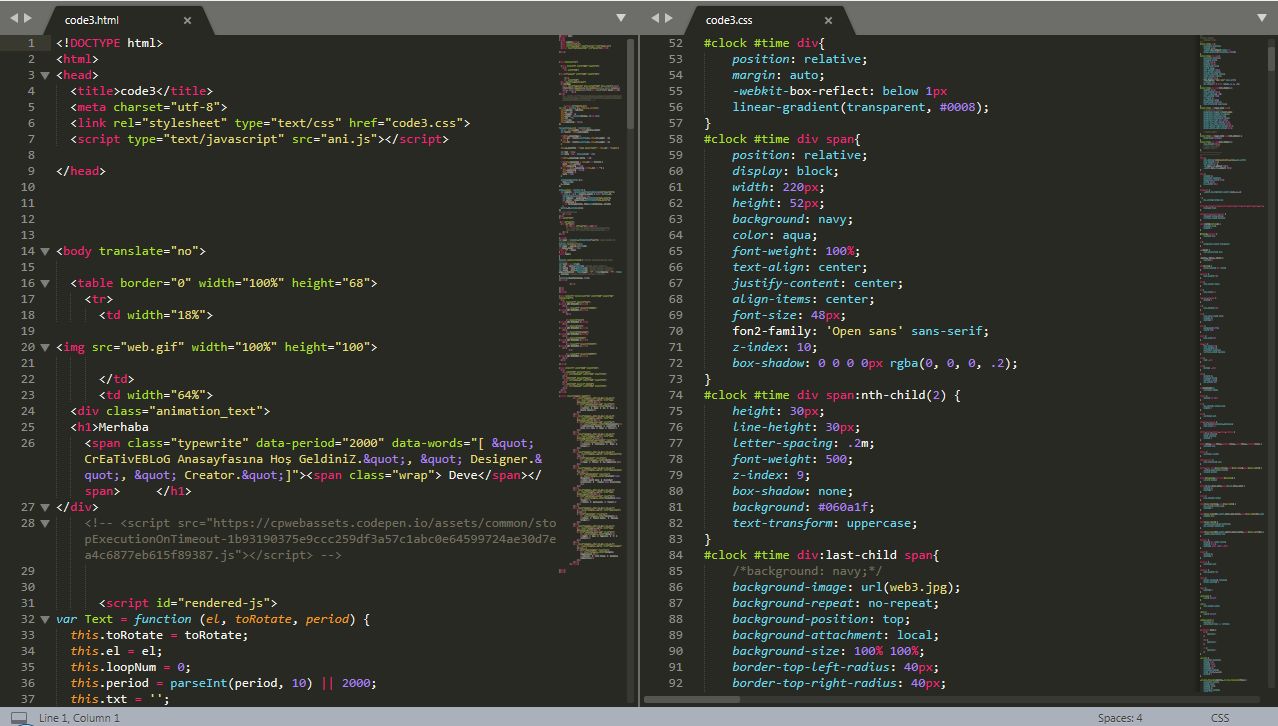 code3.html
1 <!DOCTYPE html>
2 <html>
3 <head>
4 <title>code3</title>
5 <meta charset="utf-8">
6 <link rel="stylesheet" type="text/css" href="code3.css">
7 <script type="text/javascript" src="ani.js"></script>
8
9 </head>
10
11
12
13
14 <body translate="no">
15
16 <table border="0" width="100%" height="68">
17 <tr>
18 <td width="18%">
19
20 <img src="web.gif" width="100%" height="100">
21
22 </td>
23 <td width="64%">
24 <div class="animation_text">
25 <h1>Merhaba
26 <span class="typewrite" data-period="2000" data-words="[ &quot;
CrEaTivEBLoG Anasayfasına Hoş Geldiniz.&quot;, &quot; Designer.&
quot;, &quot; Creator.&quot;]"><span class="wrap"> Deve</span></
span> </h1>
27 </div>
28 <!-- <script src="https://cpwebassets.codepen.io/assets/common/sto
pExecutionOnTimeout-
ea4c6877eb615f89387.js"></script> -->
29
30
31 <script id="rendered-js">
32 var Text = function (el, toRotate, period) {
33 this.toRotate = toRotate;
34 this.el = el;
35 this.loopNum = 0;
36 this.period = parseInt(period, 10) || 2000;
37 this.txt = '';
code3.css
52 #clock #time div{
53 position: relative;
54 margin: auto;
55 -webkit-box-reflect: below 1px
56 linear-gradient(transparent, #0008);
57 }
58 #clock #time div span{
59 position: relative;
60 display: block;
61 width: 220px;
62 height: 52px;
63 background: navy;
64 color: aqua;
65 font-weight: 100%;
66 text-align: center;
67 justify-content: center;
68 align-items: center;
69 font-size: 48px;
70 fon2-family: 'Open sans' sans-serif;
71 z-index: 10;
72 box-shadow: 0 0 0 0px rgba(0, 0, 0, .2);
73 }
74 #clock #time div span:nth-child(2) {
75 height: 30px;
76 line-height: 30px;
77 letter-spacing: .2m;
78 font-weight: 500;
79 z-index: 9;
80 box-shadow: none;
81 background: #060a1f;
82 text-transform: uppercase;
83 }
84 #clock #time div:last-child span{
85 /*background: navy;*/
86 background-image: url(web3.jpg);
87 background-repeat: no-repeat;
88 background-position: top;
89 background-attachment: local;
90 background-size: 100% 100%;
91 border-top-left-radius: 40px;
92 border-top-right-radius: 40px;
Line 1, Column 1
Spaces: 4
CSS